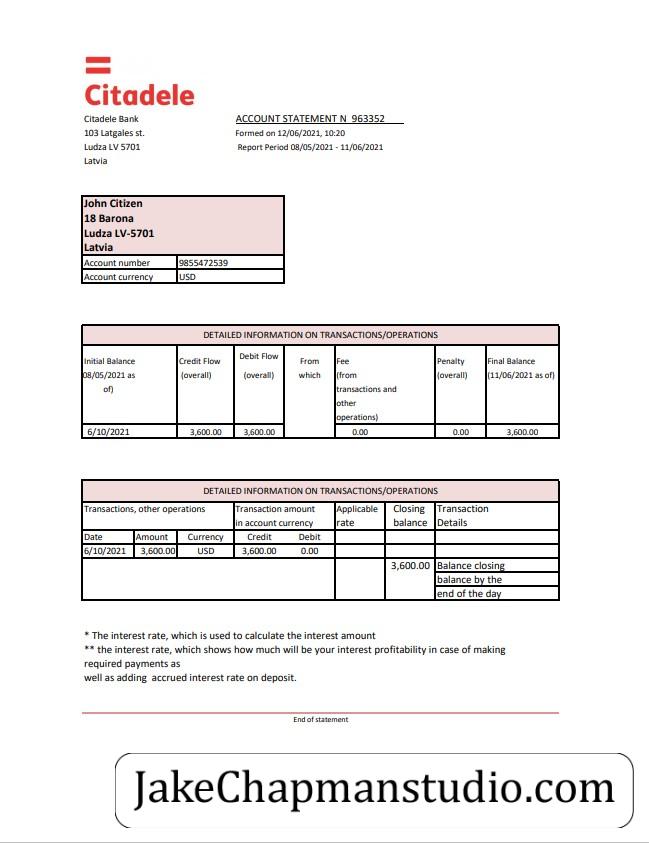 Citadele
Citadele Bank
ACCOUNT STATEMENT N 963352
103 Latgales st.
Formed on 12/06/2021, 10:20
Ludza LV 5701
Report Period 08/05/2021 - 11/06/2021
Latvia
John Citizen
18 Barona
Ludza LV-5701
Latvia
Account number 9855472539
Account currency USD
DETAILED INFORMATION ON TRANSACTIONS/OPERATIONS
Initial Balance
08/05/2021 as
of)
Credit Flow
(overall)
Debit Flow
(overall)
From
which
Fee
(from
transactions and
other
operations)
Penalty
(overall)
Final Balance
(11/06/2021 as of)
6/10/2021 3,600.00 3,600.00 0.00 0.00 3,600.00
DETAILED INFORMATION ON TRANSACTIONS/OPERATIONS
Transactions, other operations
Transaction amount
in account currency
Applicable
rate
Closing
balance
Transaction
Details
Date Amount Currency Credit Debit
6/10/2021 3,600.00 USD 3,600.00 0.00
3,600.00 Balance closing
balance by the
end of the day
* The interest rate, which is used to calculate the interest amount
** the interest rate, which shows how much will be your interest profitability in case of making
required payments as
well as adding accrued interest rate on deposit.
End of statement
JakeChapmanstudio.com